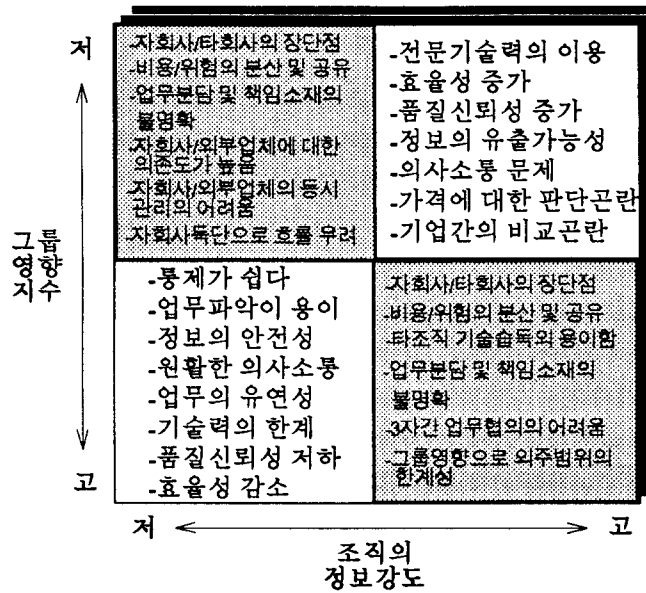 저
-자회사/타회사의 장단점
-비용/위험의 분산 및 공유
-업무분담 및 책임소재의
불명확
-자회사/외부업체에 대한
의존도가 높음
-자회사/외부업체의 동시
관리의 어려움
-자회사독단으로 흐를 우려
-전문기술력의 이용
-효율성 증가
-품질신뢰성 증가
-정보의 유출가능성
-의사소통 문제
-가격에 대한 판단곤란
-기업간의 비교곤란
그룹
영향
지수
-통제가 쉽다
-업무파악이 용이
-정보의 안전성
-원활한 의사소통
-업무의 유연성
-기술력의 한계
-품질신뢰성 저하
-효율성 감소
-자회사/타회사의 장단점
-비용/위험의 분산 및 공유
-타조직 기술습득의 용이함
-업무분담 및 책임소재의
불명확
-3자간 업무협의의 어려움
-그룹영향으로 외주범위의
한계성
고
저
고
조직의
정보강도